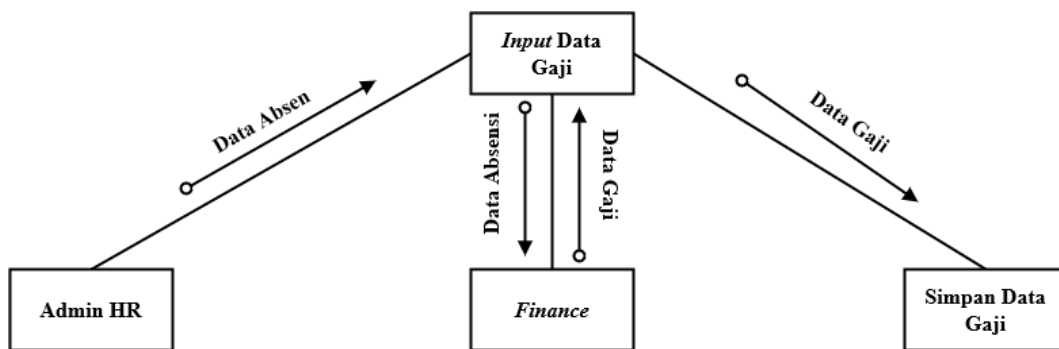 Input Data
Gaji
Data Absen
Data Absensi
Data Gaji
Data Gaji
Admin HR
Finance
Simpan Data
Gaji